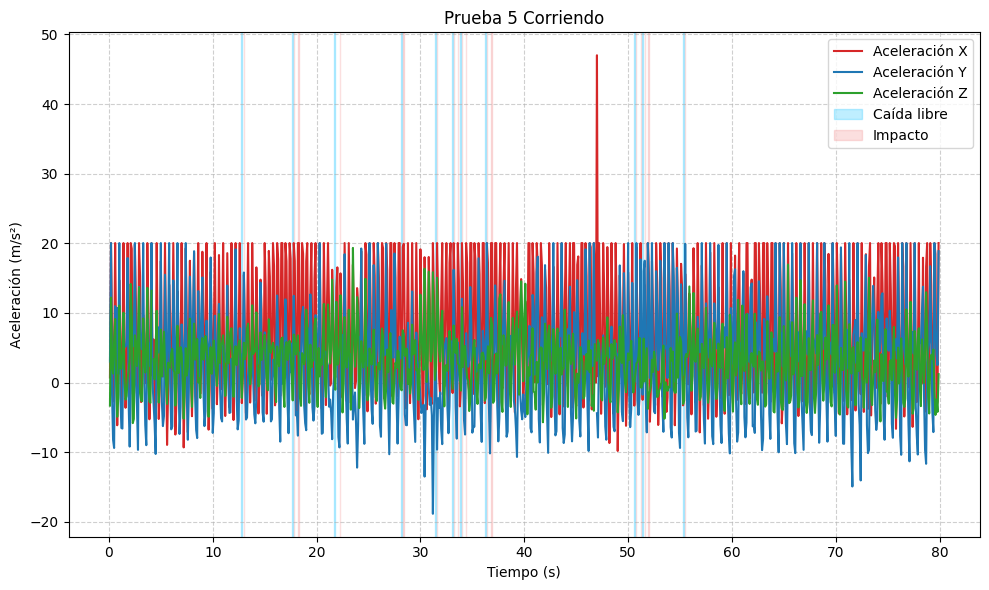 Prueba 5 Corriendo
Aceleración (m/s²)
50
40
30
20
10
0
−10
−20
Aceleración X
Aceleración Y
Aceleración Z
Caída libre
Impacto
0 10 20 30 40 50 60 70 80
Tiempo (s)